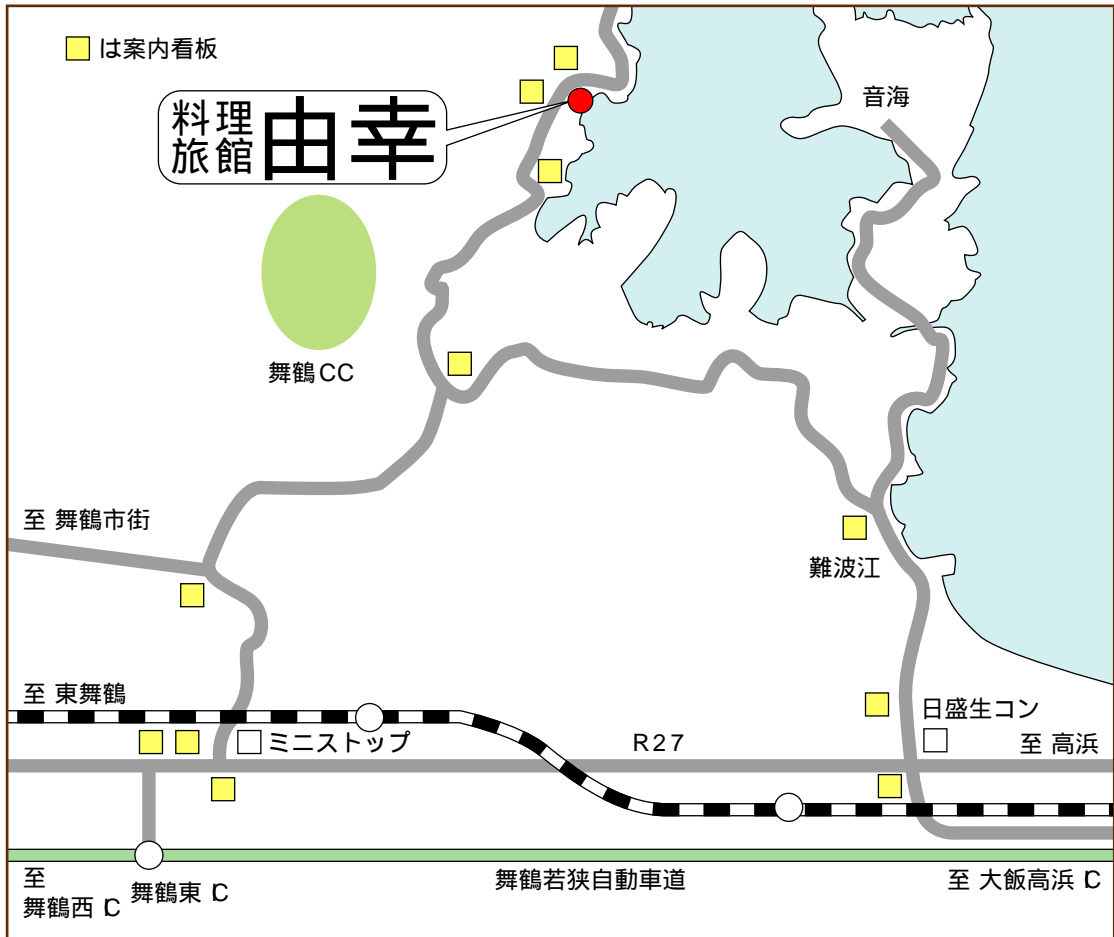 は案内看板
音海
料理
旅館
由幸
舞鶴CC
至 舞鶴市街
難波江
至 東舞鶴
日盛生コン
ミニストップ
R27
至 高浜
至
舞鶴西 IC
舞鶴東 IC
舞鶴若狭自動車道
至 大飯高浜 IC